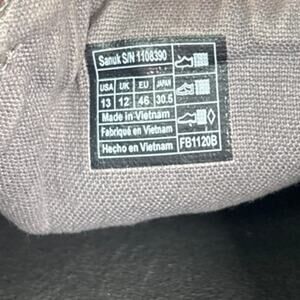 Sanuk S/N 1108390
USA UK EU JAPAN
13 12 46 30.5
Made in Vietnam
Fabriqué en Vietnam
Hecho en Vietnam FB1120B